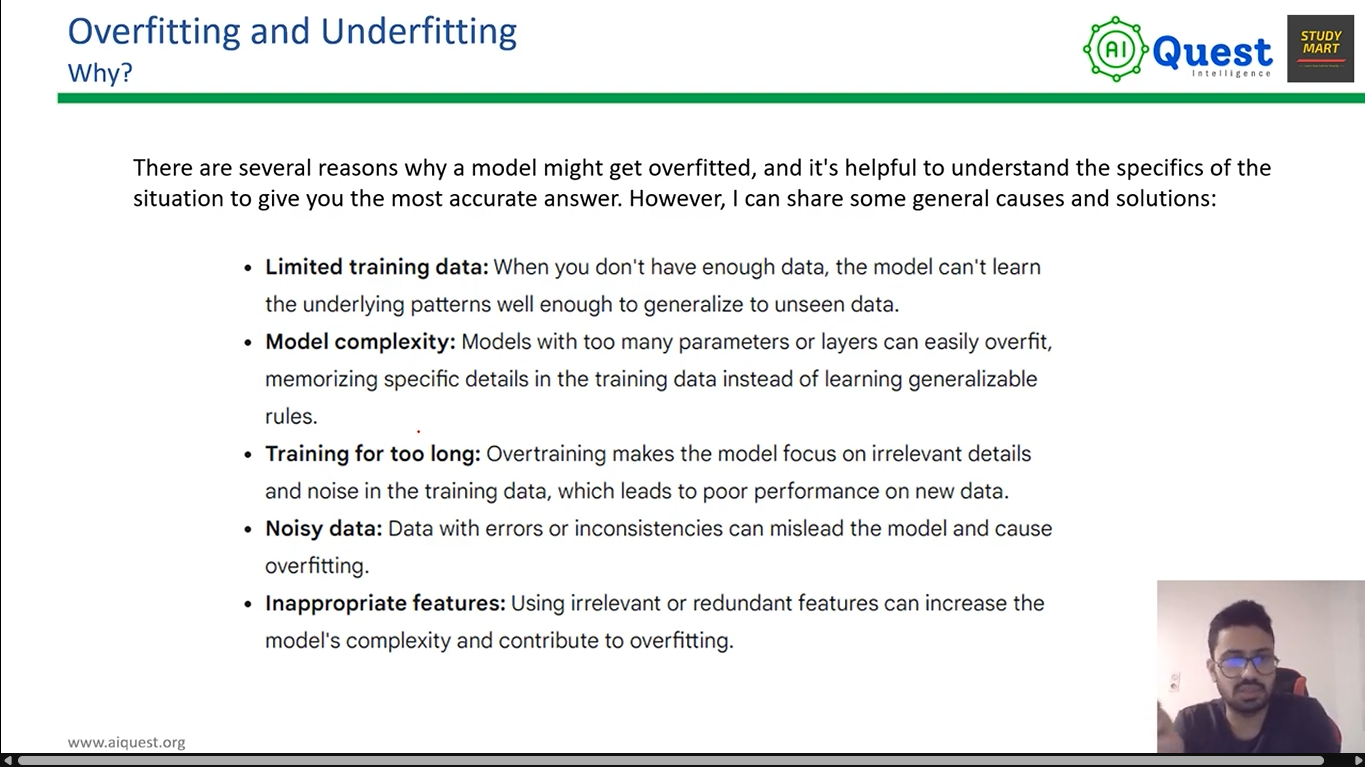 Overfitting and Underfitting
Why?
AI Quest
Intelligence
STUDY
MART
There are several reasons why a model might get overfitted, and it's helpful to understand the specifics of the
situation to give you the most accurate answer. However, I can share some general causes and solutions:
• Limited training data: When you don't have enough data, the model can't learn
the underlying patterns well enough to generalize to unseen data.
• Model complexity: Models with too many parameters or layers can easily overfit,
memorizing specific details in the training data instead of learning generalizable
rules.
• Training for too long: Overtraining makes the model focus on irrelevant details
and noise in the training data, which leads to poor performance on new data.
• Noisy data: Data with errors or inconsistencies can mislead the model and cause
overfitting.
• Inappropriate features: Using irrelevant or redundant features can increase the
model's complexity and contribute to overfitting.
www.aiquest.org